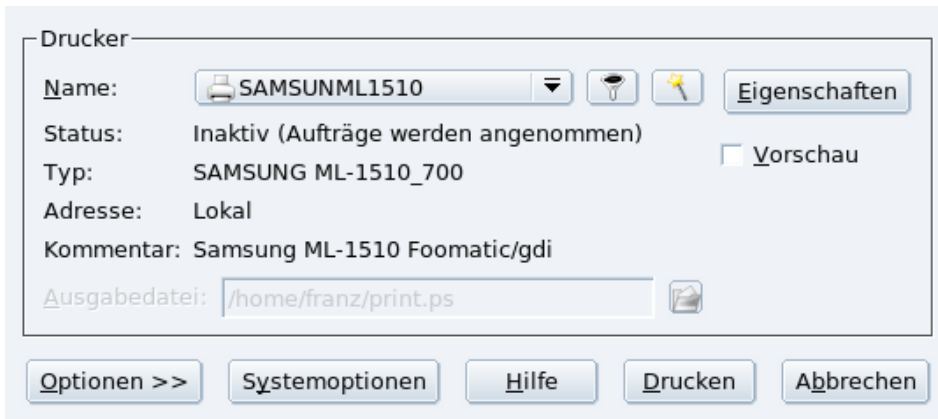 Drucker
Name: SAMSUNML1510 Eigenschaften
Status: Inaktiv (Aufträge werden angenommen)
Vorschau
Typ: SAMSUNG ML-1510_700
Adresse: Lokal
Kommentar: Samsung ML-1510 Foomatic/gdi
Ausgabedatei: /home/franz/print.ps
Optionen >> Systemoptionen Hilfe Drucken Abbrechen